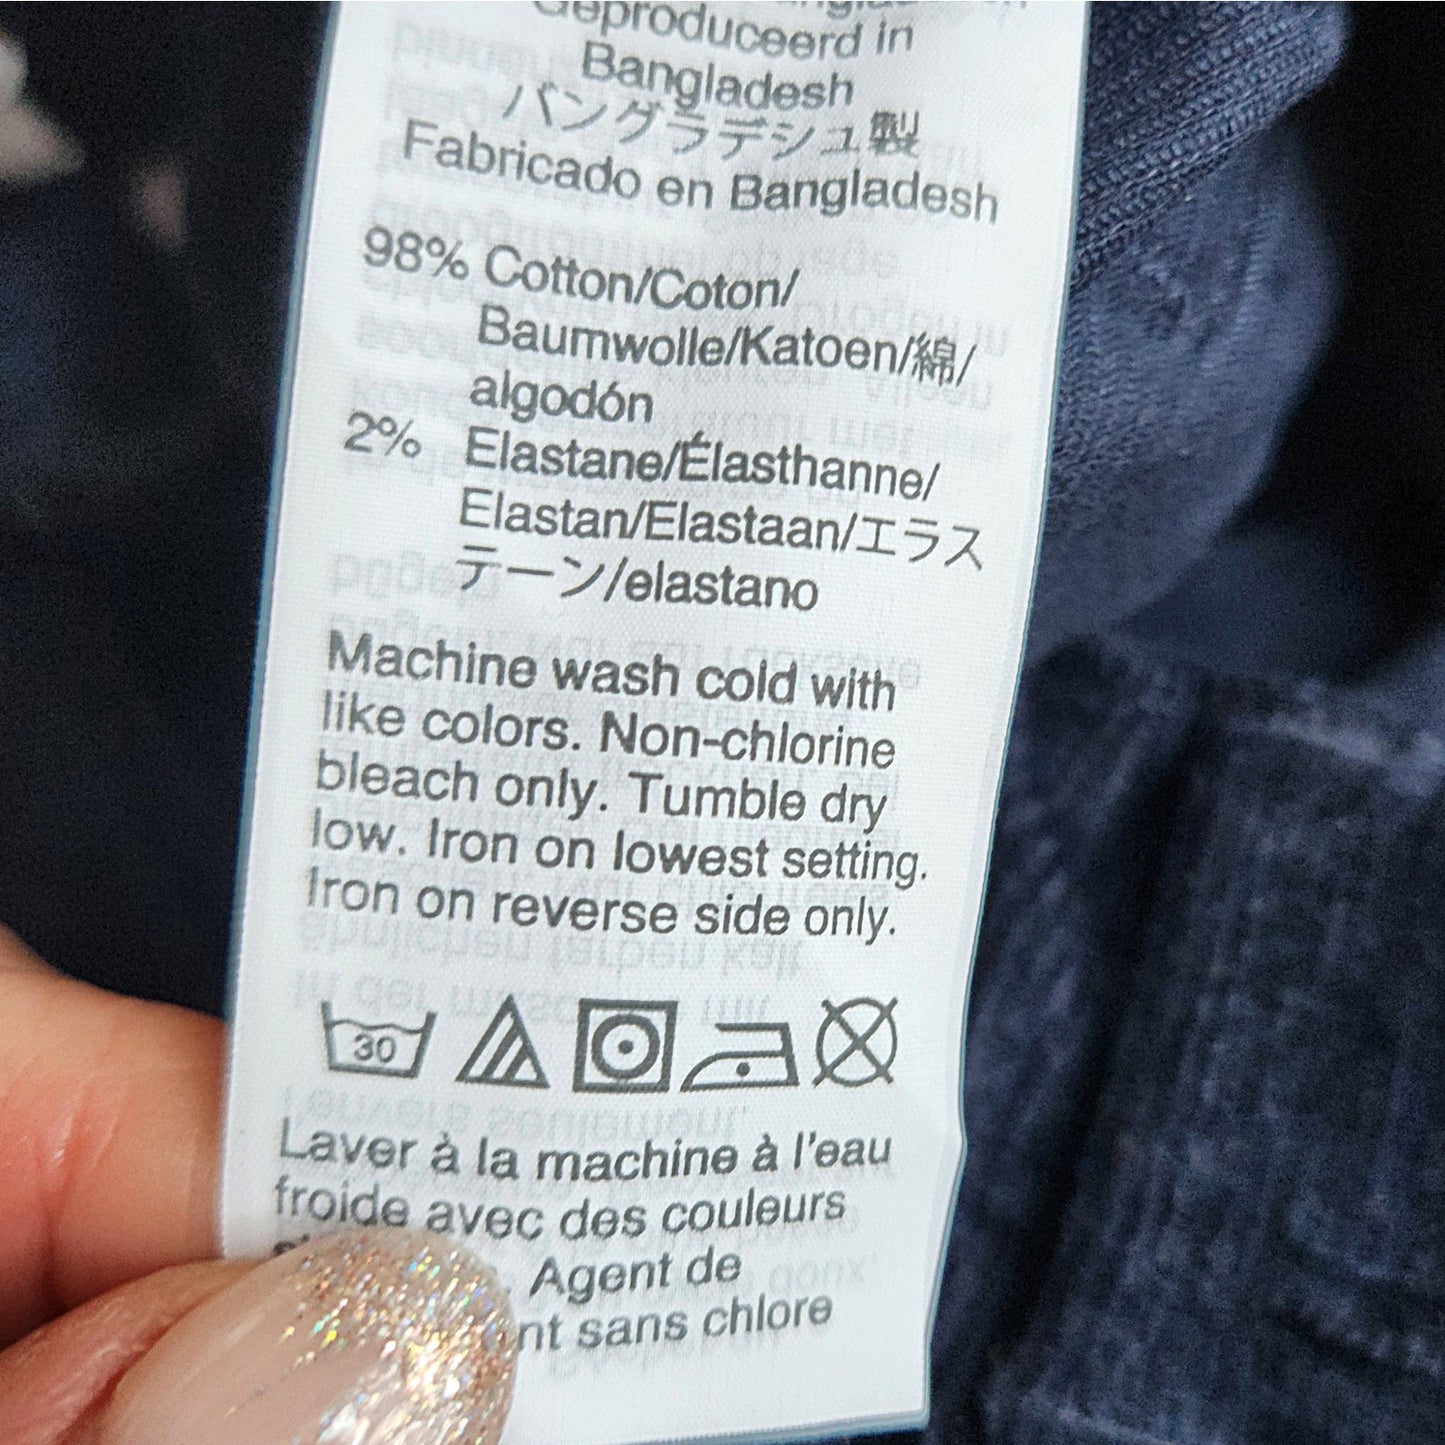 Geproduceerd in
Bangladesh
バングラデシュ製
Fabricado en Bangladesh
98% Cotton/Coton/
Baumwolle/Katoen/綿/
algodón
2% Elastane/Élasthanne/
Elastan/Elastaan/エラス
テーン/elastano
Machine wash cold with
like colors. Non-chlorine
bleach only. Tumble dry
low. Iron on lowest setting.
Iron on reverse side only.
30
Laver à la machine à l'eau
froide avec des couleurs
Agent de
nt sans chlore